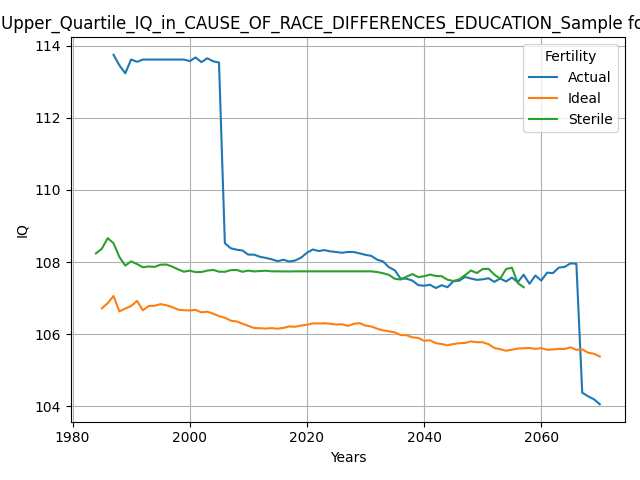 Upper_Quartile_IQ_in_CAUSE_OF_RACE_DIFFERENCES_EDUCATION_Sample fo
Fertility
Actual
Ideal
Sterile
IQ
114
112
110
108
106
104
1980 2000 2020 2040 2060
Years